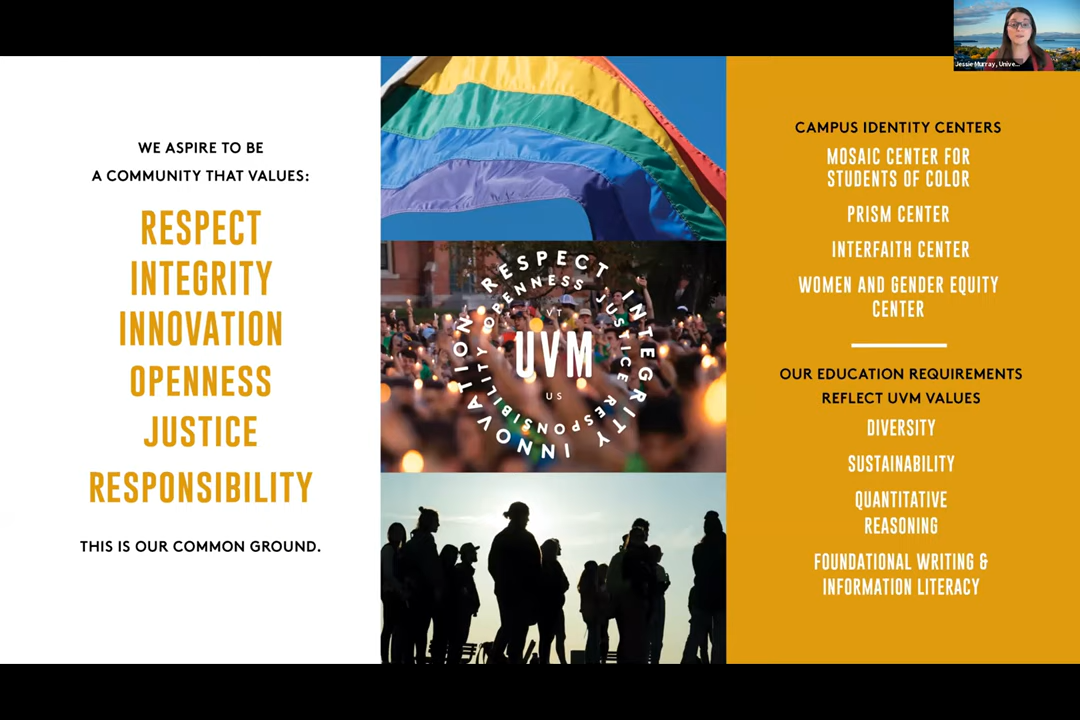 Jessie Murray, Unive...
WE ASPIRE TO BE
A COMMUNITY THAT VALUES:
RESPECT
INTEGRITY
INNOVATION
OPENNESS
JUSTICE
RESPONSIBILITY
THIS IS OUR COMMON GROUND.
RESPECT INTEGRITY INNOVATION
OPENNESS JUSTICE RESPONSIBILITY
VT
UVM
US
CAMPUS IDENTITY CENTERS
MOSAIC CENTER FOR
STUDENTS OF COLOR
PRISM CENTER
INTERFAITH CENTER
WOMEN AND GENDER EQUITY
CENTER
OUR EDUCATION REQUIREMENTS
REFLECT UVM VALUES
DIVERSITY
SUSTAINABILITY
QUANTITATIVE
REASONING
FOUNDATIONAL WRITING &
INFORMATION LITERACY